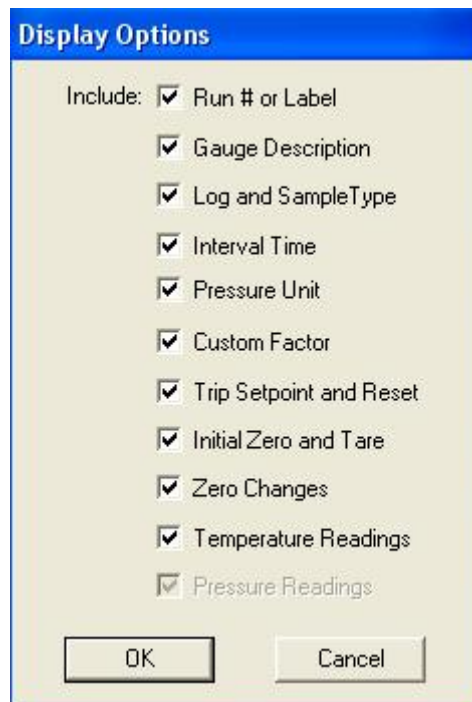 Display Options
Include: Run # or Label
Gauge Description
Log and SampleType
Interval Time
Pressure Unit
Custom Factor
Trip Setpoint and Reset
Initial Zero and Tare
Zero Changes
Temperature Readings
Pressure Readings
OK Cancel